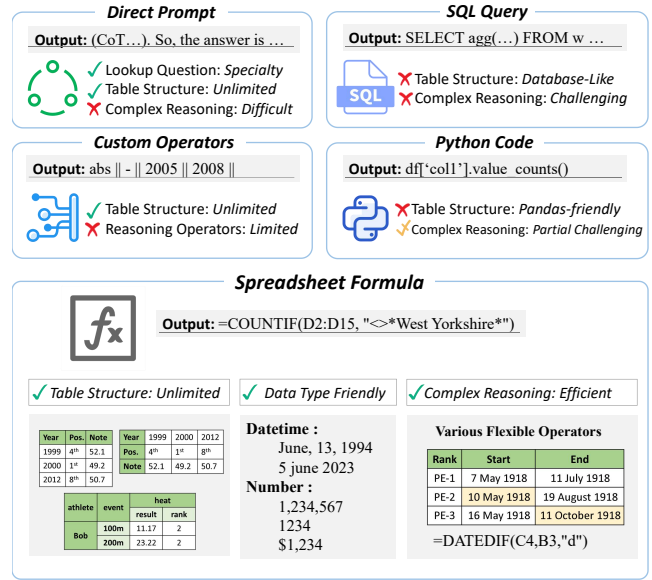 Direct Prompt
Output: (CoT…). So, the answer is …
✓ Lookup Question: Specialty
✓ Table Structure: Unlimited
✗ Complex Reasoning: Difficult
SQL Query
Output: SELECT agg(…) FROM w …
SQL
✗ Table Structure: Database-Like
✗ Complex Reasoning: Challenging
Custom Operators
Output: abs || - || 2005 || 2008 ||
✓ Table Structure: Unlimited
✗ Reasoning Operators: Limited
Python Code
Output: df['col1'].value_counts()
✗ Table Structure: Pandas-friendly
Complex Reasoning: Partial Challenging
Spreadsheet Formula
fx
Output: =COUNTIF(D2:D15, "<>*West Yorkshire*")
✓ Table Structure: Unlimited
Year Pos. Note
1999 4th 52.1
2000 1st 49.2
2012 8th 50.7
Year 1999 2000 2012
Pos. 4th 1st 8th
Note 52.1 49.2 50.7
athlete event heat
result rank
Bob 100m 11.17 2
200m 23.22 2
✓ Data Type Friendly
Datetime :
June, 13, 1994
5 june 2023
Number :
1,234,567
1234
$1,234
✓ Complex Reasoning: Efficient
Various Flexible Operators
Rank Start End
PE-1 7 May 1918 11 July 1918
PE-2 10 May 1918 19 August 1918
PE-3 16 May 1918 11 October 1918
=DATEDIF(C4,B3,"d")